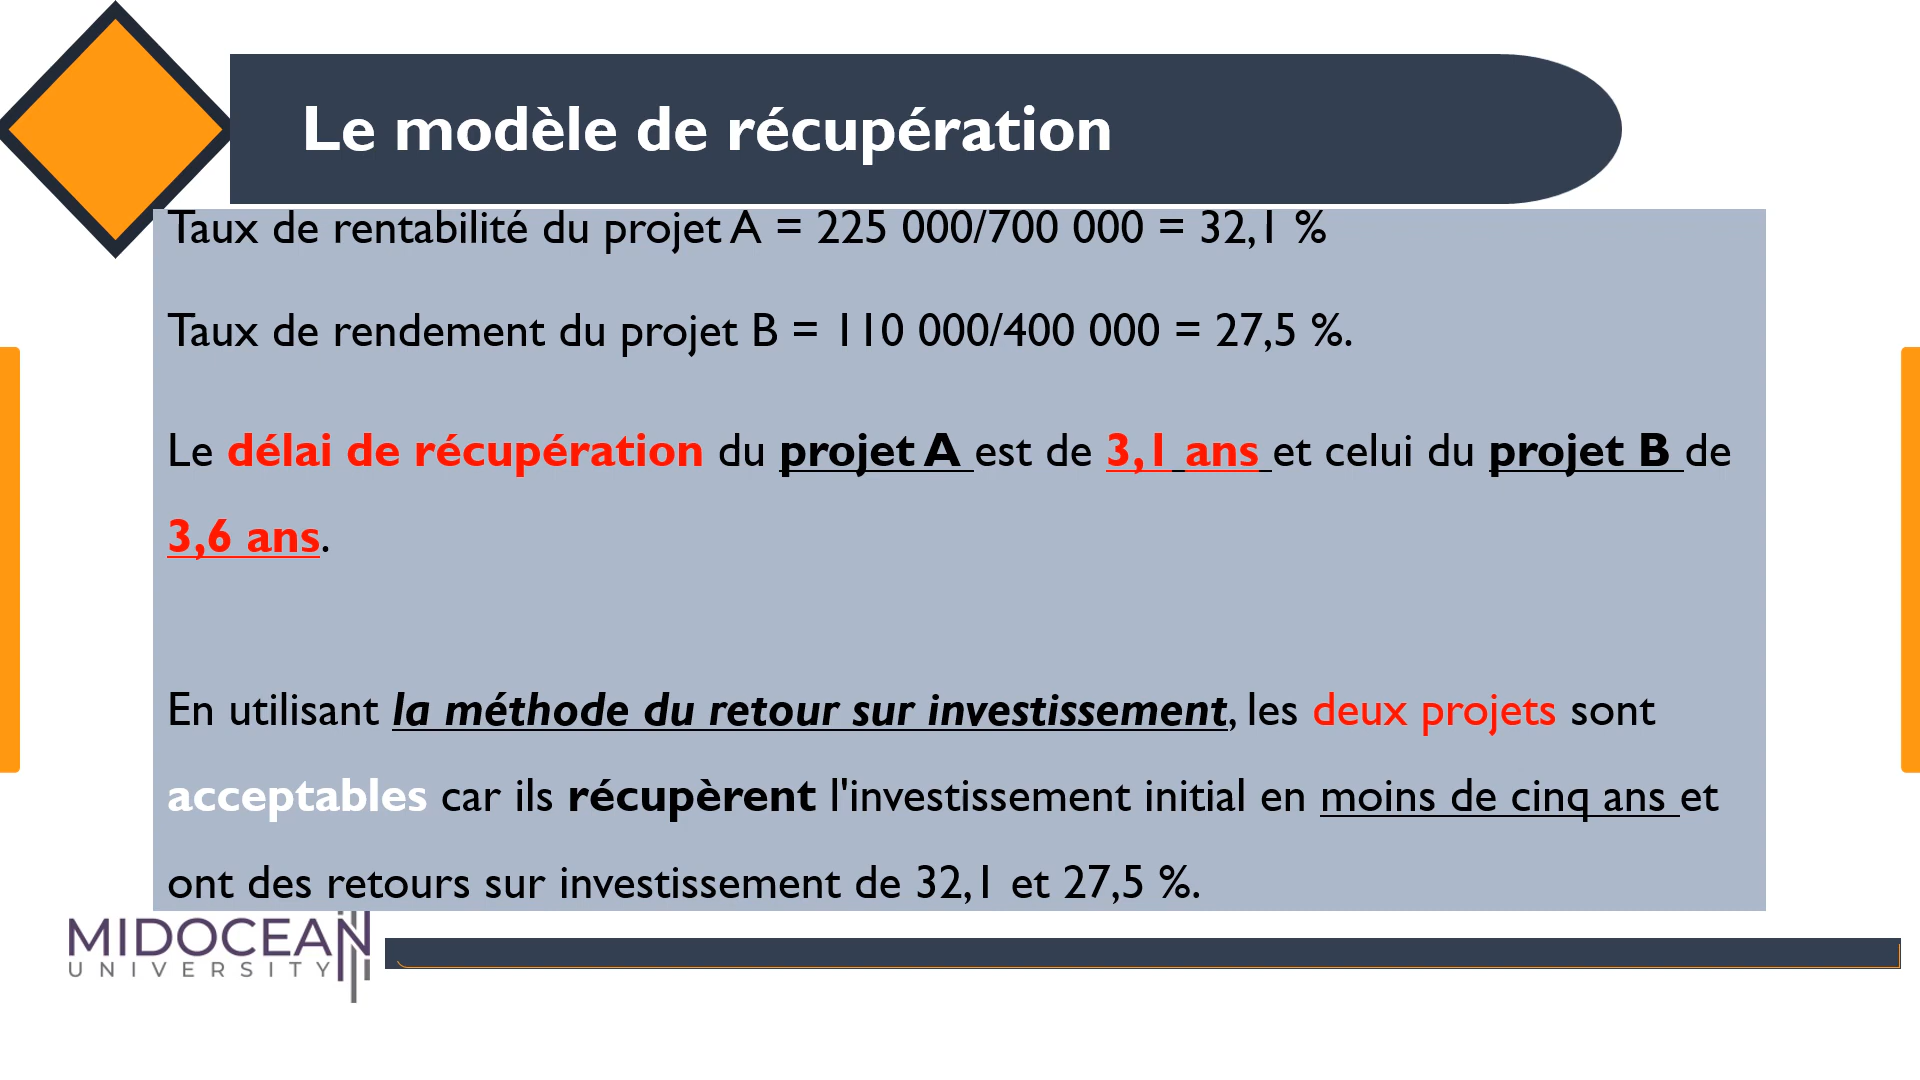 Le modèle de récupération
Taux de rentabilité du projet A = 225 000/700 000 = 32,1 %
Taux de rendement du projet B = 110 000/400 000 = 27,5 %.
Le délai de récupération du projet A est de 3,1 ans et celui du projet B de
3,6 ans.
En utilisant la méthode du retour sur investissement, les deux projets sont
acceptables car ils récupèrent l'investissement initial en moins de cinq ans et
ont des retours sur investissement de 32,1 et 27,5 %.
MIDOCEAN
UNIVERSITY